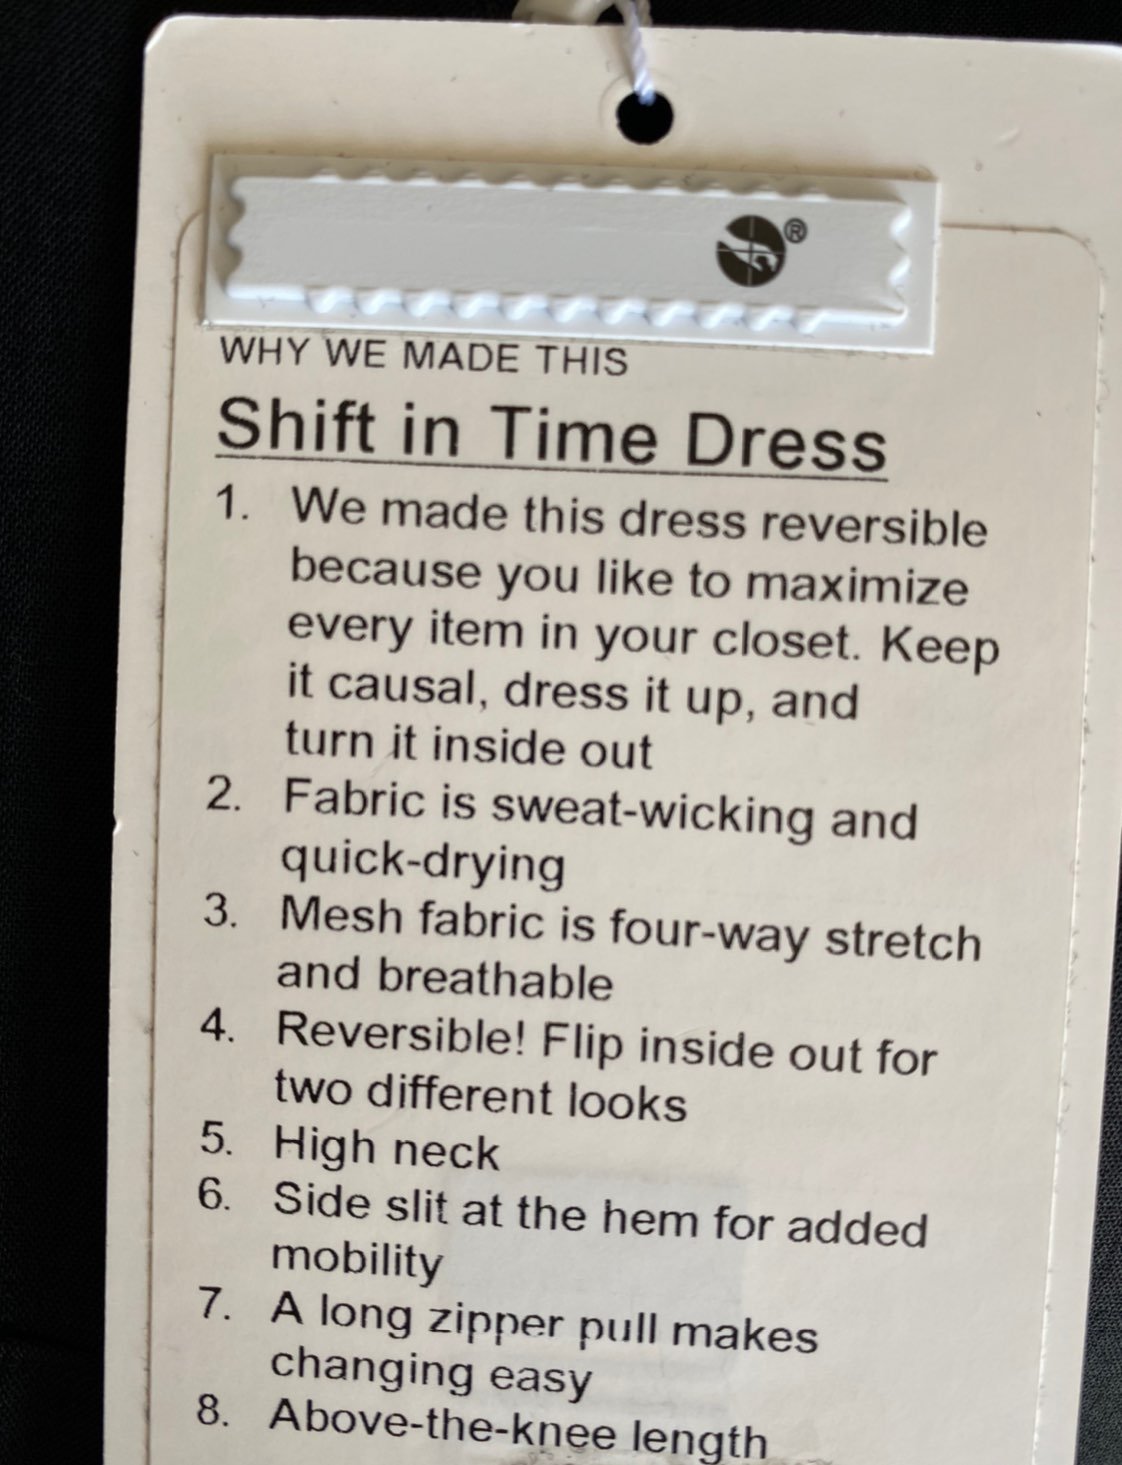 ®
WHY WE MADE THIS
Shift in Time Dress
1. We made this dress reversible
because you like to maximize
every item in your closet. Keep
it causal, dress it up, and
turn it inside out
2. Fabric is sweat-wicking and
quick-drying
3. Mesh fabric is four-way stretch
and breathable
4. Reversible! Flip inside out for
two different looks
5. High neck
6. Side slit at the hem for added
mobility
7. A long zipper pull makes
changing easy
8. Above-the-knee length